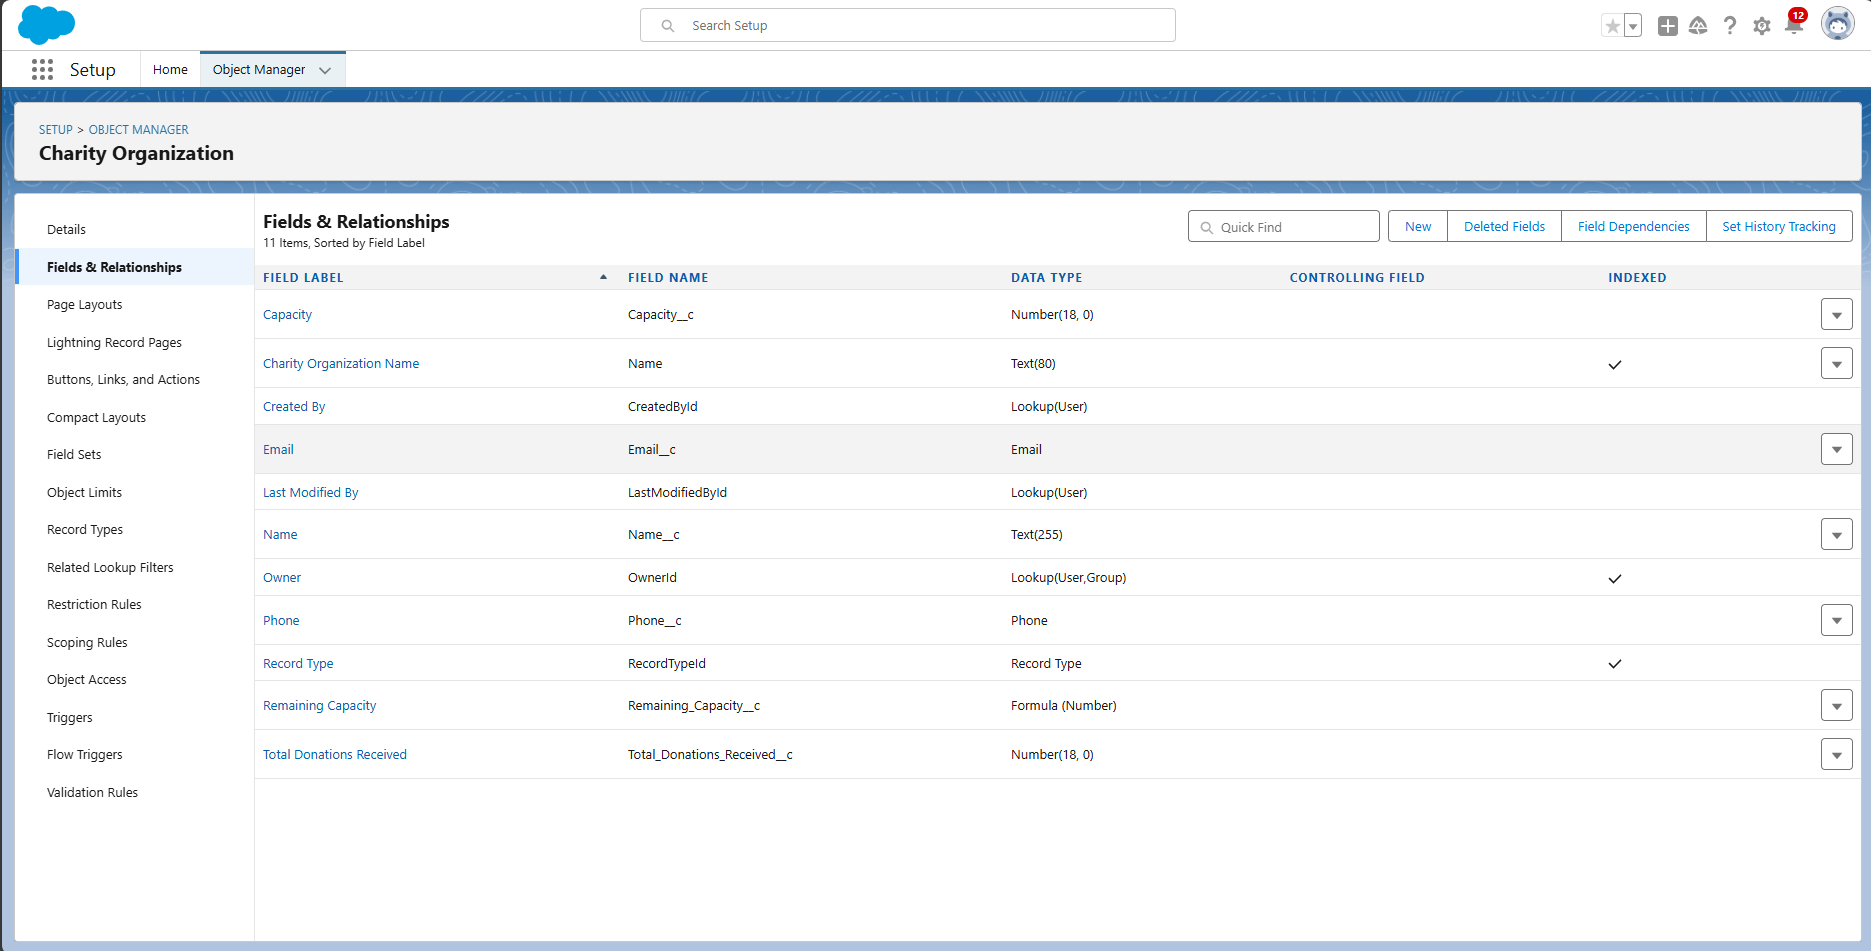 Search Setup
12
Setup
Home
Object Manager
SETUP > OBJECT MANAGER
Charity Organization
Details
Fields & Relationships
Page Layouts
Lightning Record Pages
Buttons, Links, and Actions
Compact Layouts
Field Sets
Object Limits
Record Types
Related Lookup Filters
Restriction Rules
Scoping Rules
Object Access
Triggers
Flow Triggers
Validation Rules
Fields & Relationships
11 Items, Sorted by Field Label
Quick Find
New Deleted Fields Field Dependencies Set History Tracking
FIELD LABEL FIELD NAME DATA TYPE CONTROLLING FIELD INDEXED
Capacity Capacity__c Number(18, 0)
Charity Organization Name Name Text(80)
Created By CreatedById Lookup(User)
Email Email__c Email
Last Modified By LastModifiedById Lookup(User)
Name Name__c Text(255)
Owner OwnerId Lookup(User,Group)
Phone Phone__c Phone
Record Type RecordTypeId Record Type
Remaining Capacity Remaining_Capacity__c Formula (Number)
Total Donations Received Total_Donations_Received__c Number(18, 0)